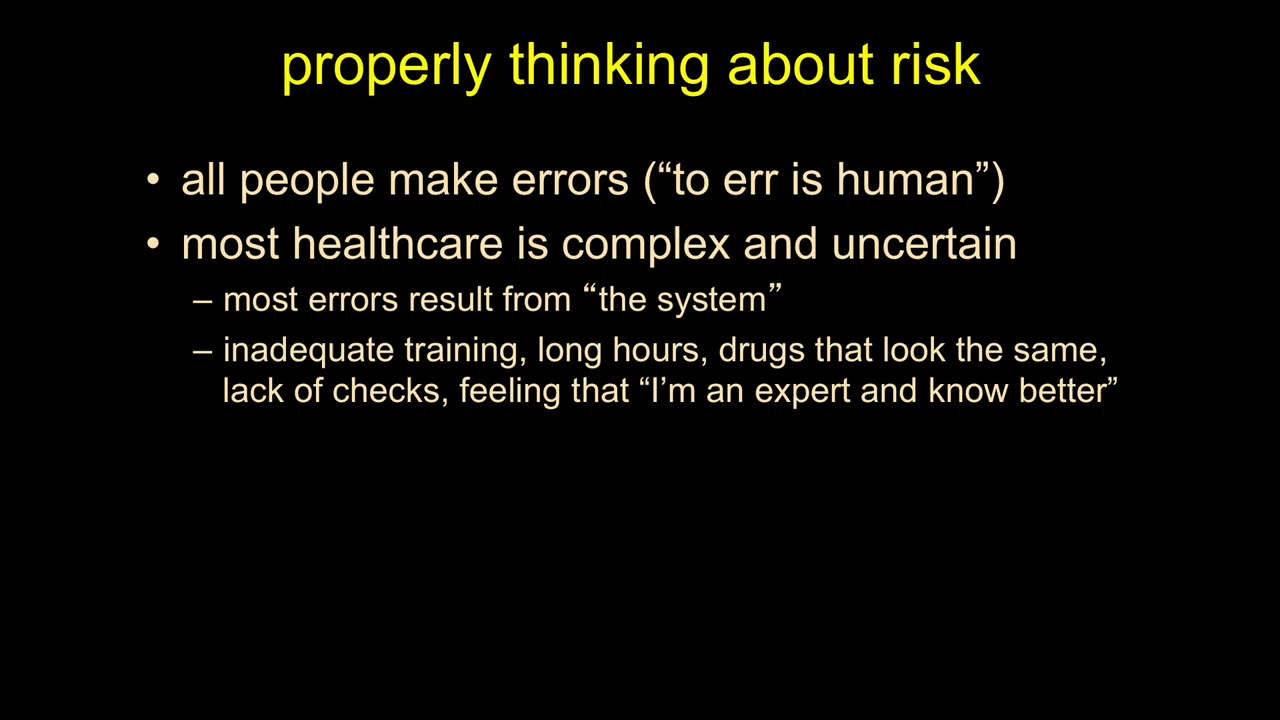 properly thinking about risk
• all people make errors (“to err is human”)
• most healthcare is complex and uncertain
– most errors result from “the system”
– inadequate training, long hours, drugs that look the same,
lack of checks, feeling that “I’m an expert and know better”